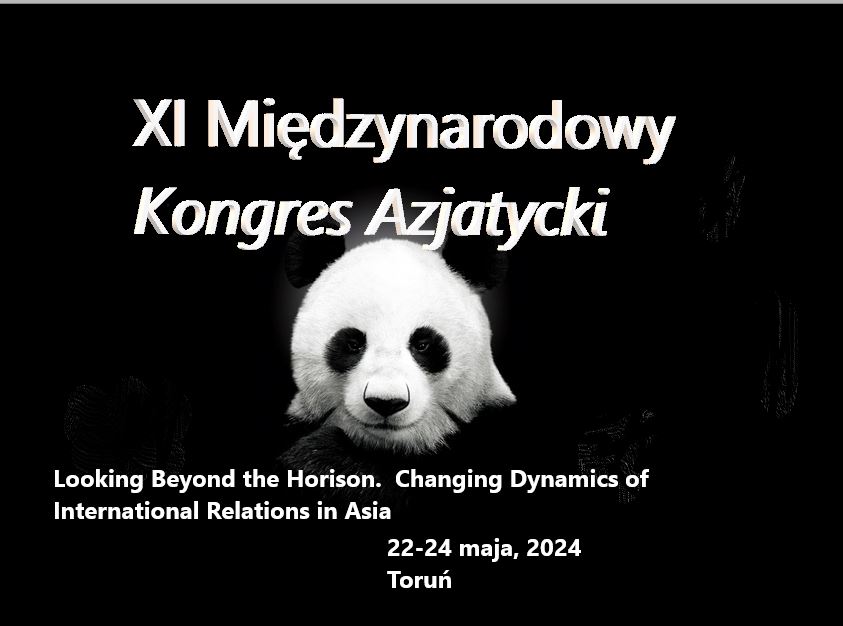 XI Międzynarodowy
Kongres Azjatycki
Looking Beyond the Horison. Changing Dynamics of
International Relations in Asia
22-24 maja, 2024
Toruń